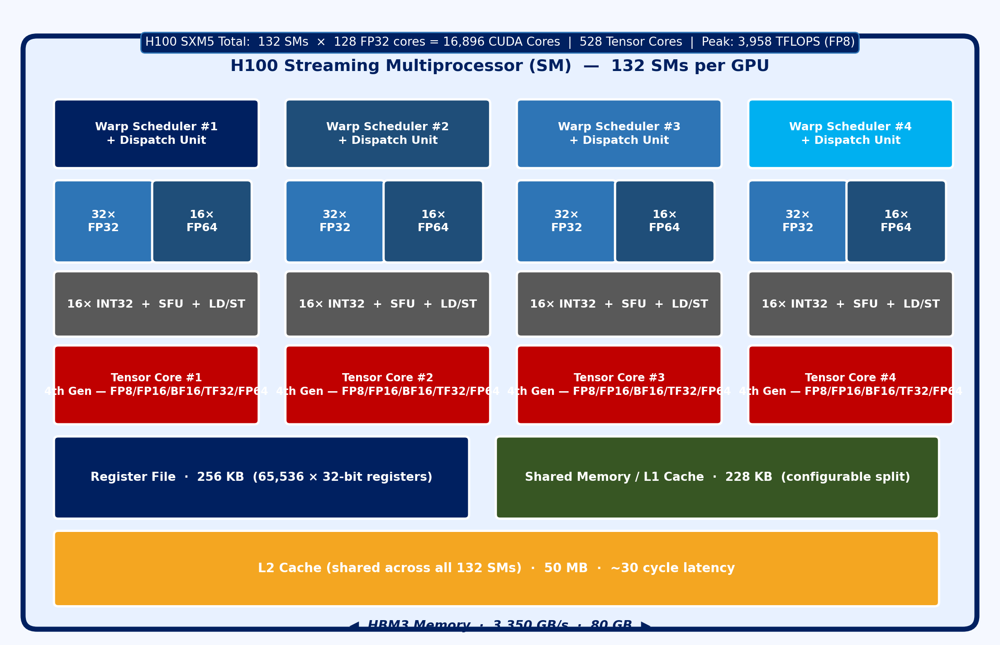 H100 SXM5 Total:  132 SMs  ×  128 FP32 cores = 16,896 CUDA Cores  |  528 Tensor Cores  |  Peak: 3,958 TFLOPS (FP8)
H100 Streaming Multiprocessor (SM)  —  132 SMs per GPU
Warp Scheduler #1
+ Dispatch Unit
Warp Scheduler #2
+ Dispatch Unit
Warp Scheduler #3
+ Dispatch Unit
Warp Scheduler #4
+ Dispatch Unit
32×
FP32
16×
FP64
32×
FP32
16×
FP64
32×
FP32
16×
FP64
32×
FP32
16×
FP64
16× INT32  +  SFU  +  LD/ST
16× INT32  +  SFU  +  LD/ST
16× INT32  +  SFU  +  LD/ST
16× INT32  +  SFU  +  LD/ST
Tensor Core #1
4th Gen — FP8/FP16/BF16/TF32/FP64
Tensor Core #2
4th Gen — FP8/FP16/BF16/TF32/FP64
Tensor Core #3
4th Gen — FP8/FP16/BF16/TF32/FP64
Tensor Core #4
4th Gen — FP8/FP16/BF16/TF32/FP64
Register File  ·  256 KB  (65,536 × 32-bit registers)
Shared Memory / L1 Cache  ·  228 KB  (configurable split)
L2 Cache (shared across all 132 SMs)  ·  50 MB  ·  ~30 cycle latency
◄  HBM3 Memory  ·  3,350 GB/s  ·  80 GB  ►